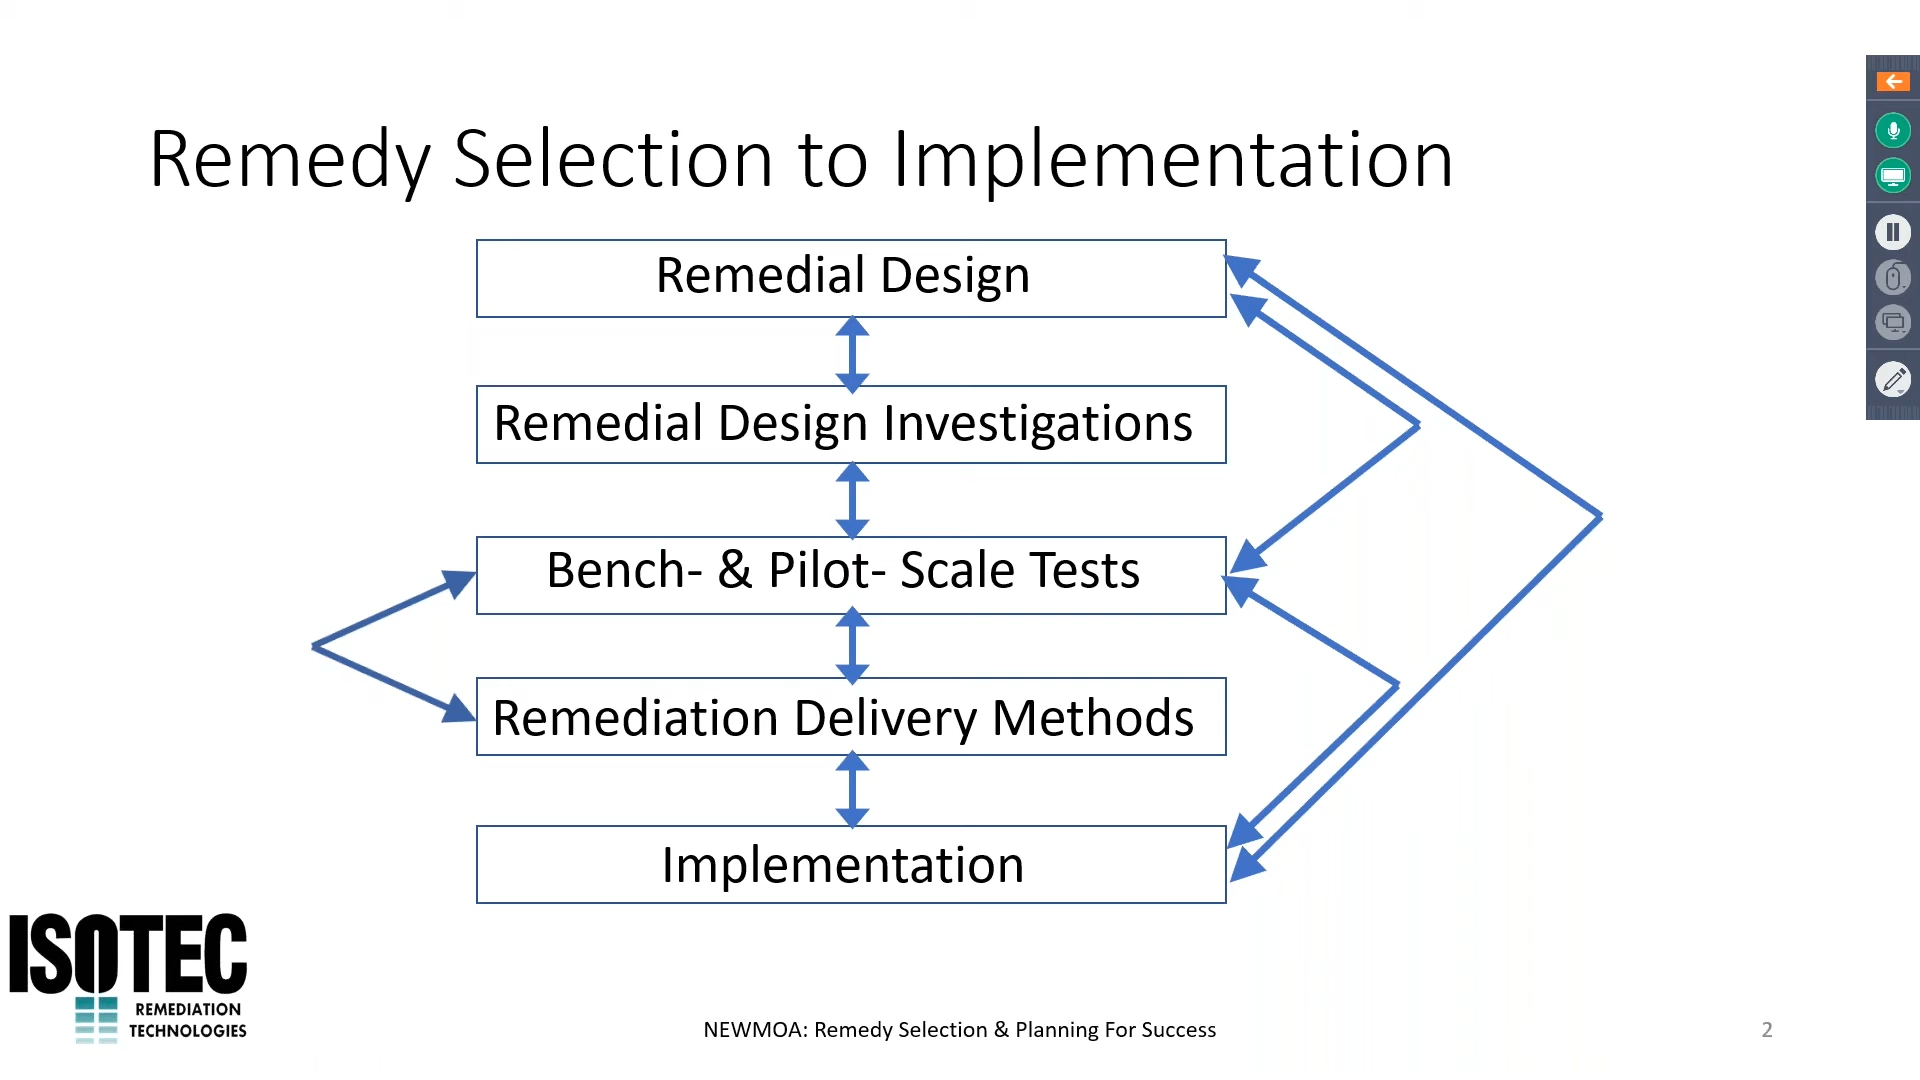 Remedy Selection to Implementation
Remedial Design
Remedial Design Investigations
Bench- & Pilot- Scale Tests
Remediation Delivery Methods
Implementation
ISOTEC
REMEDIATION
TECHNOLOGIES
NEWMOA: Remedy Selection & Planning For Success
2